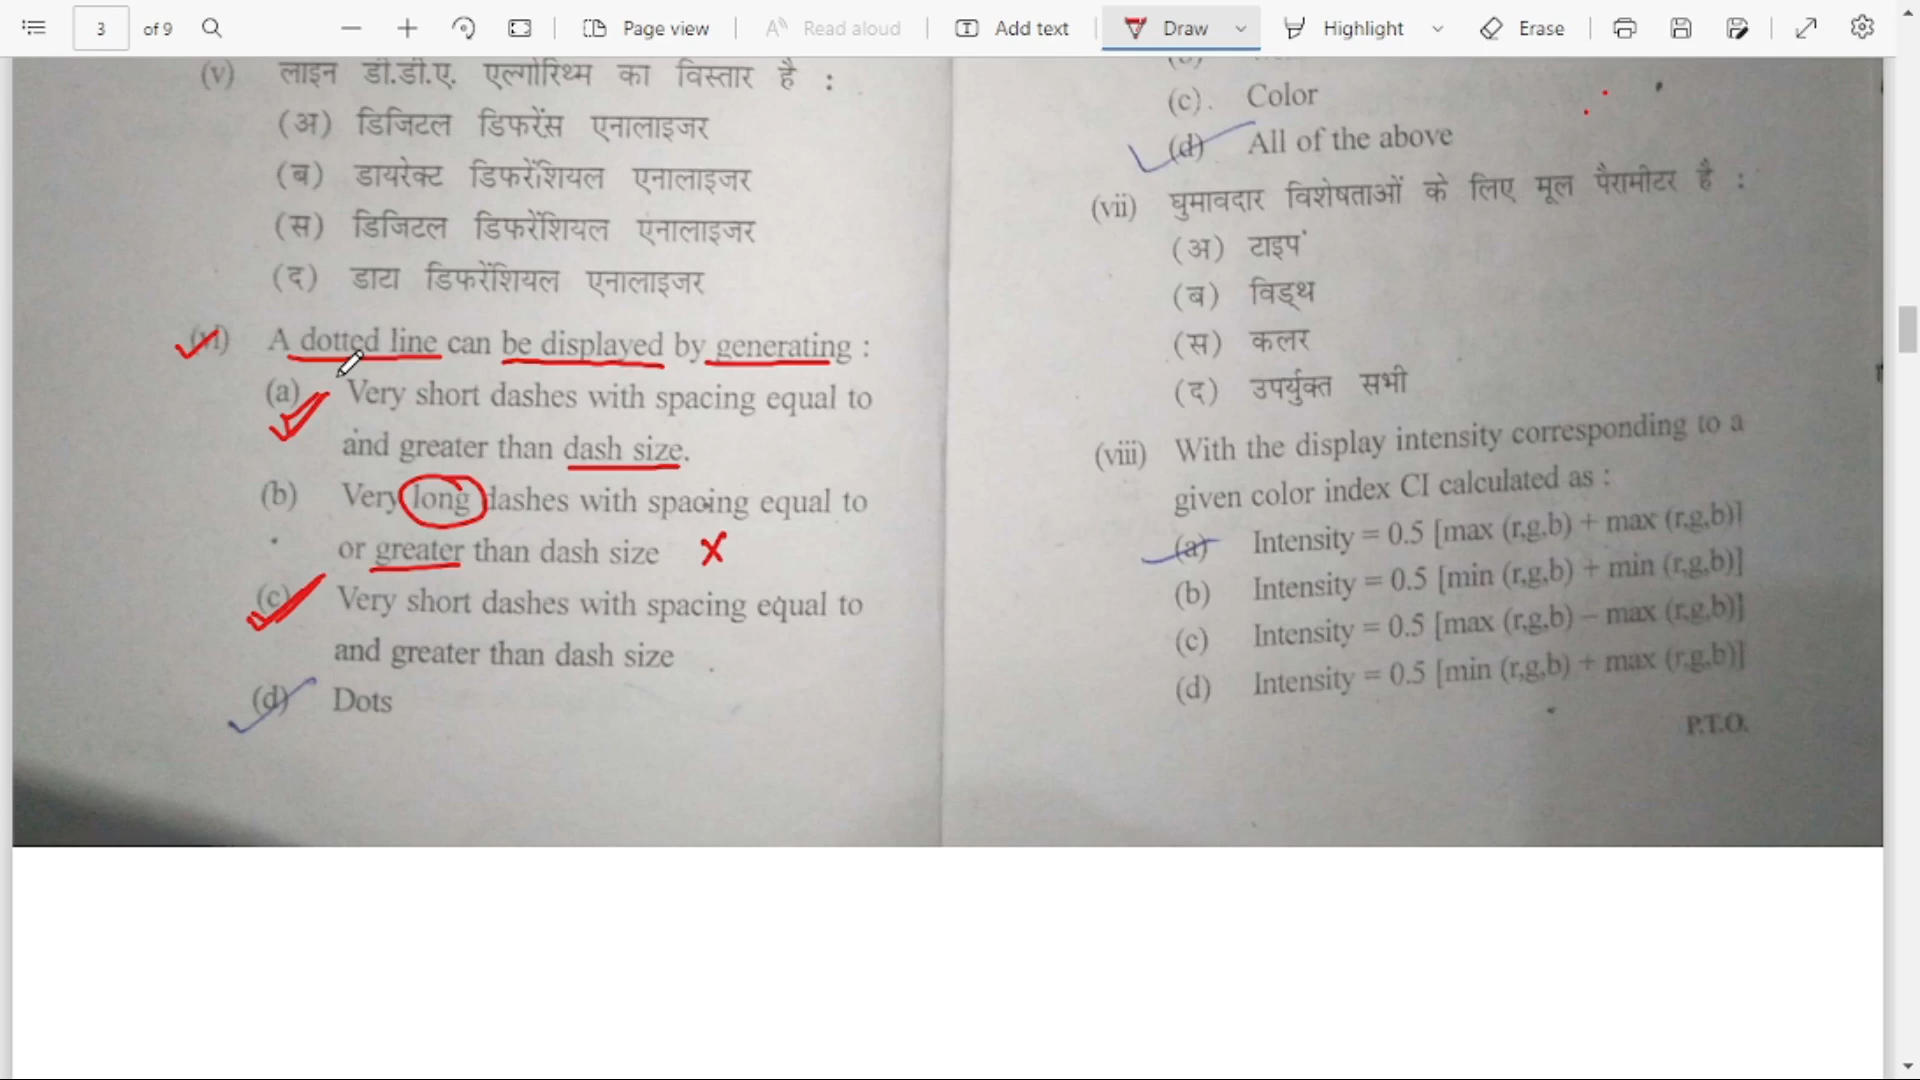 3 of 9 Page view Read aloud Add text Draw Highlight Erase
(v) लाइन डी.डी.ए. एल्गोरिथ्म का विस्तार है :
(अ) डिजिटल डिफरेंस एनालाइजर
(ब) डायरेक्ट डिफरेंशियल एनालाइजर
(स) डिजिटल डिफरेंशियल एनालाइजर
(द) डाटा डिफरेंशियल एनालाइजर
(vi) A dotted line can be displayed by generating :
(a) Very short dashes with spacing equal to
and greater than dash size.
(b) Very long dashes with spacing equal to
or greater than dash size
(c) Very short dashes with spacing equal to
and greater than dash size
(d) Dots
(c). Color
(d) All of the above
(vii) घुमावदार विशेषताओं के लिए मूल पैरामीटर है :
(अ) टाइप
(ब) विड्थ
(स) कलर
(द) उपर्युक्त सभी
(viii) With the display intensity corresponding to a
given color index CI calculated as :
(a) Intensity = 0.5 [max (r,g,b) + max (r,g,b)]
(b) Intensity = 0.5 [min (r,g,b) + min (r,g,b)]
(c) Intensity = 0.5 [max (r,g,b) – max (r,g,b)]
(d) Intensity = 0.5 [min (r,g,b) + max (r,g,b)]
P.T.O.